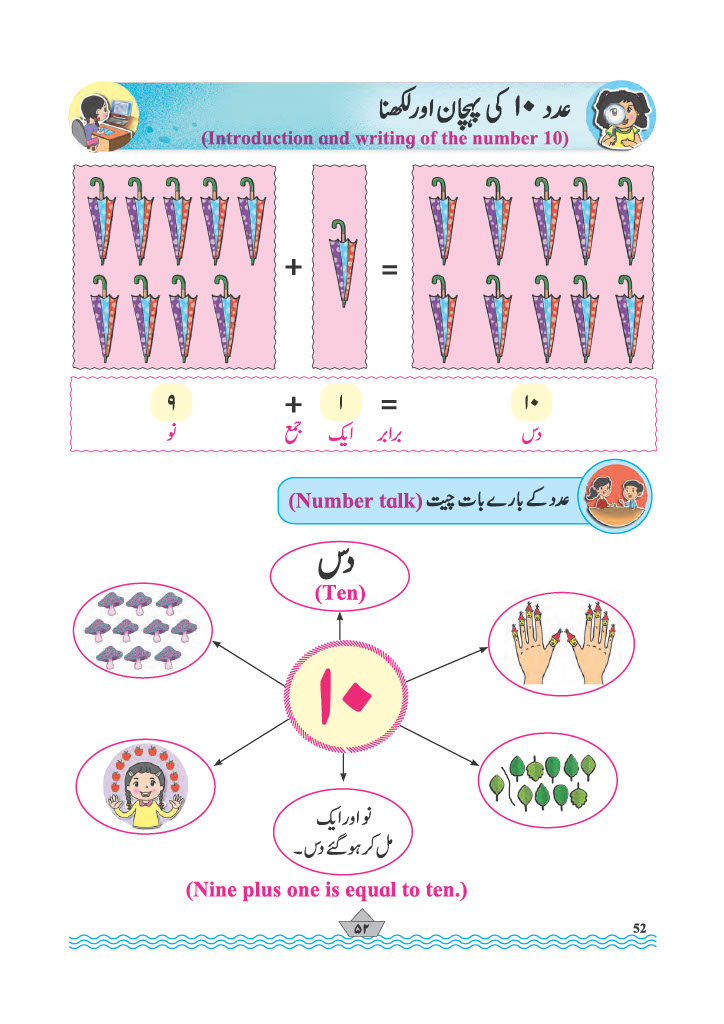 عدد ۱۰ کی پہچان اور لکھنا
(Introduction and writing of the number 10)
+ =
۹ + ۱ = ۱۰
نو جمع ایک برابر دس
عدد کے بارے بات چیت (Number talk)
دس
(Ten)
۱۰
نو اور ایک
مل کر ہو گئے دس۔
(Nine plus one is equal to ten.)
۵۲
52